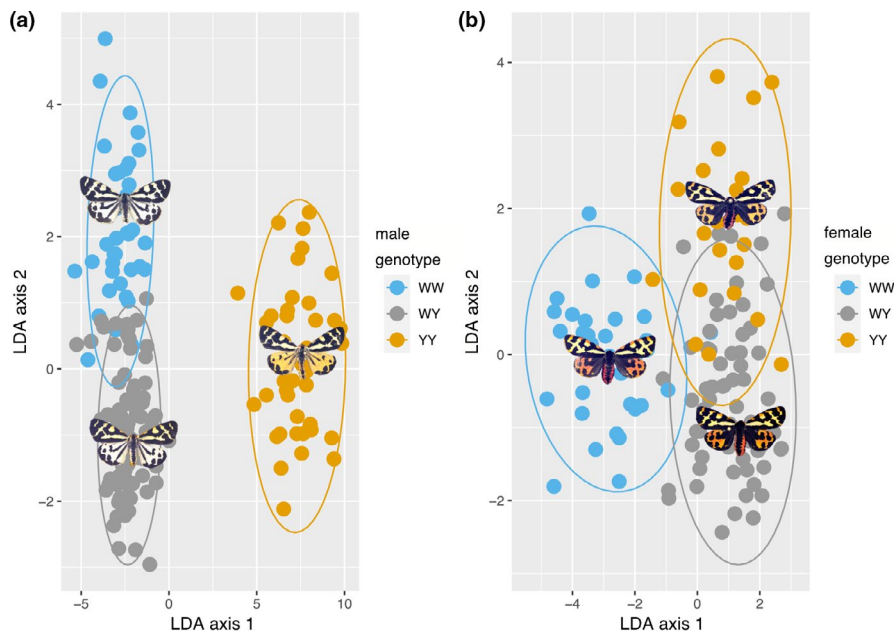 (a)
4
2
0
−2
LDA axis 2
−5
0
5
10
LDA axis 1
male
genotype
WW
WY
YY
(b)
4
2
0
−2
LDA axis 2
−4
−2
0
2
LDA axis 1
female
genotype
WW
WY
YY